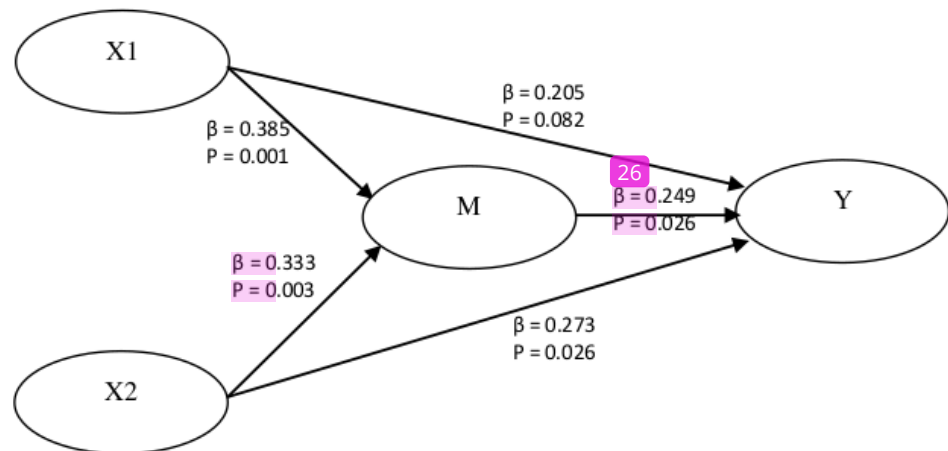 X1
β = 0.205
P = 0.082
β = 0.385
P = 0.001
26
β = 0.249
P = 0.026
M
Y
β = 0.333
P = 0.003
β = 0.273
P = 0.026
X2